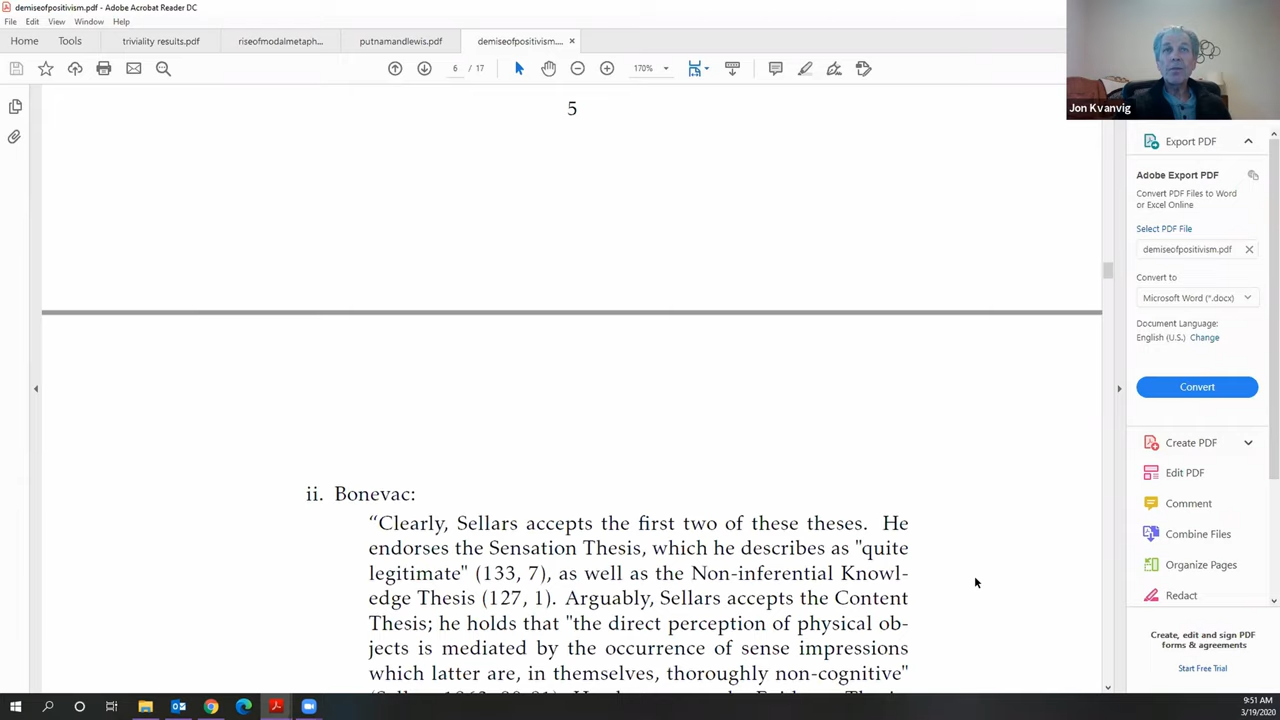 demiseofpositivism.pdf - Adobe Acrobat Reader DC
File Edit View Window Help
Home Tools triviality results.pdf riseofmodalmetaph... putnamandlewis.pdf demiseofpositivism....
6 / 17 170%
Jon Kvanvig
5
ii. Bonevac:
“Clearly, Sellars accepts the first two of these theses. He
endorses the Sensation Thesis, which he describes as "quite
legitimate" (133, 7), as well as the Non-inferential Knowl-
edge Thesis (127, 1). Arguably, Sellars accepts the Content
Thesis; he holds that "the direct perception of physical ob-
jects is mediated by the occurrence of sense impressions
which latter are, in themselves, thoroughly non-cognitive"
Export PDF
Adobe Export PDF
Convert PDF Files to Word
or Excel Online
Select PDF File
demiseofpositivism.pdf
Convert to
Microsoft Word (*.docx)
Document Language:
English (U.S.) Change
Convert
Create PDF
Edit PDF
Comment
Combine Files
Organize Pages
Redact
Convert, edit and sign PDF
forms & agreements
Start Free Trial
9:51 AM
3/19/2020